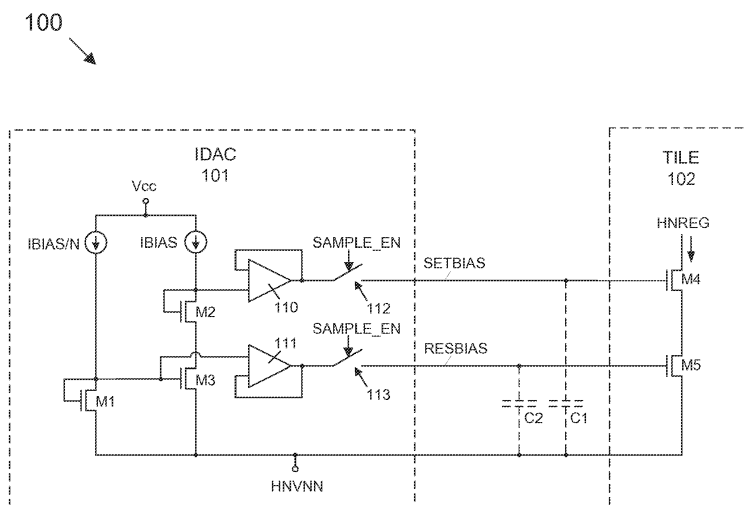 100
IDAC
101
TILE
102
Vcc
HNREG
IBIAS/N
IBIAS
SAMPLE_EN
SETBIAS
M4
110
112
M2
SAMPLE_EN
111
RESBIAS
M5
M3
M1
113
C2
C1
HNVNN